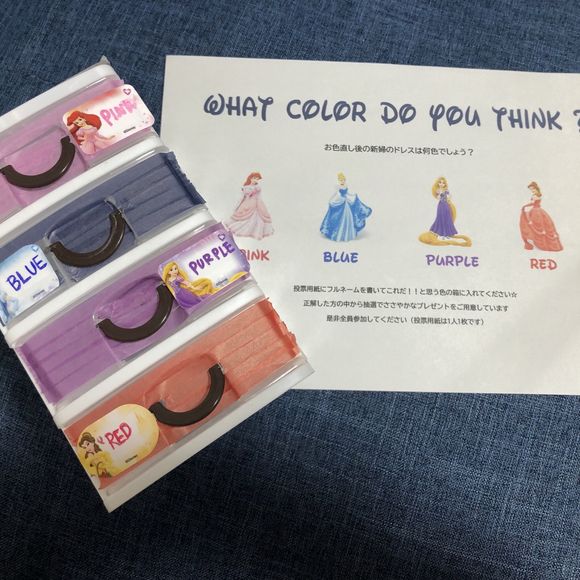 WHAT COLOR DO YOU THINK ?
お色直し後の新婦のドレスは何色でしょう？
PINK
BLUE
PURPLE
RED
投票用紙にフルネームを書いてこれだ！！と思う色の箱に入れてください☆
正解した方の中から抽選でささやかなプレゼントをご用意しています
是非全員参加してください（投票用紙は1人1枚です）
PINK
BLUE
PURPLE
RED